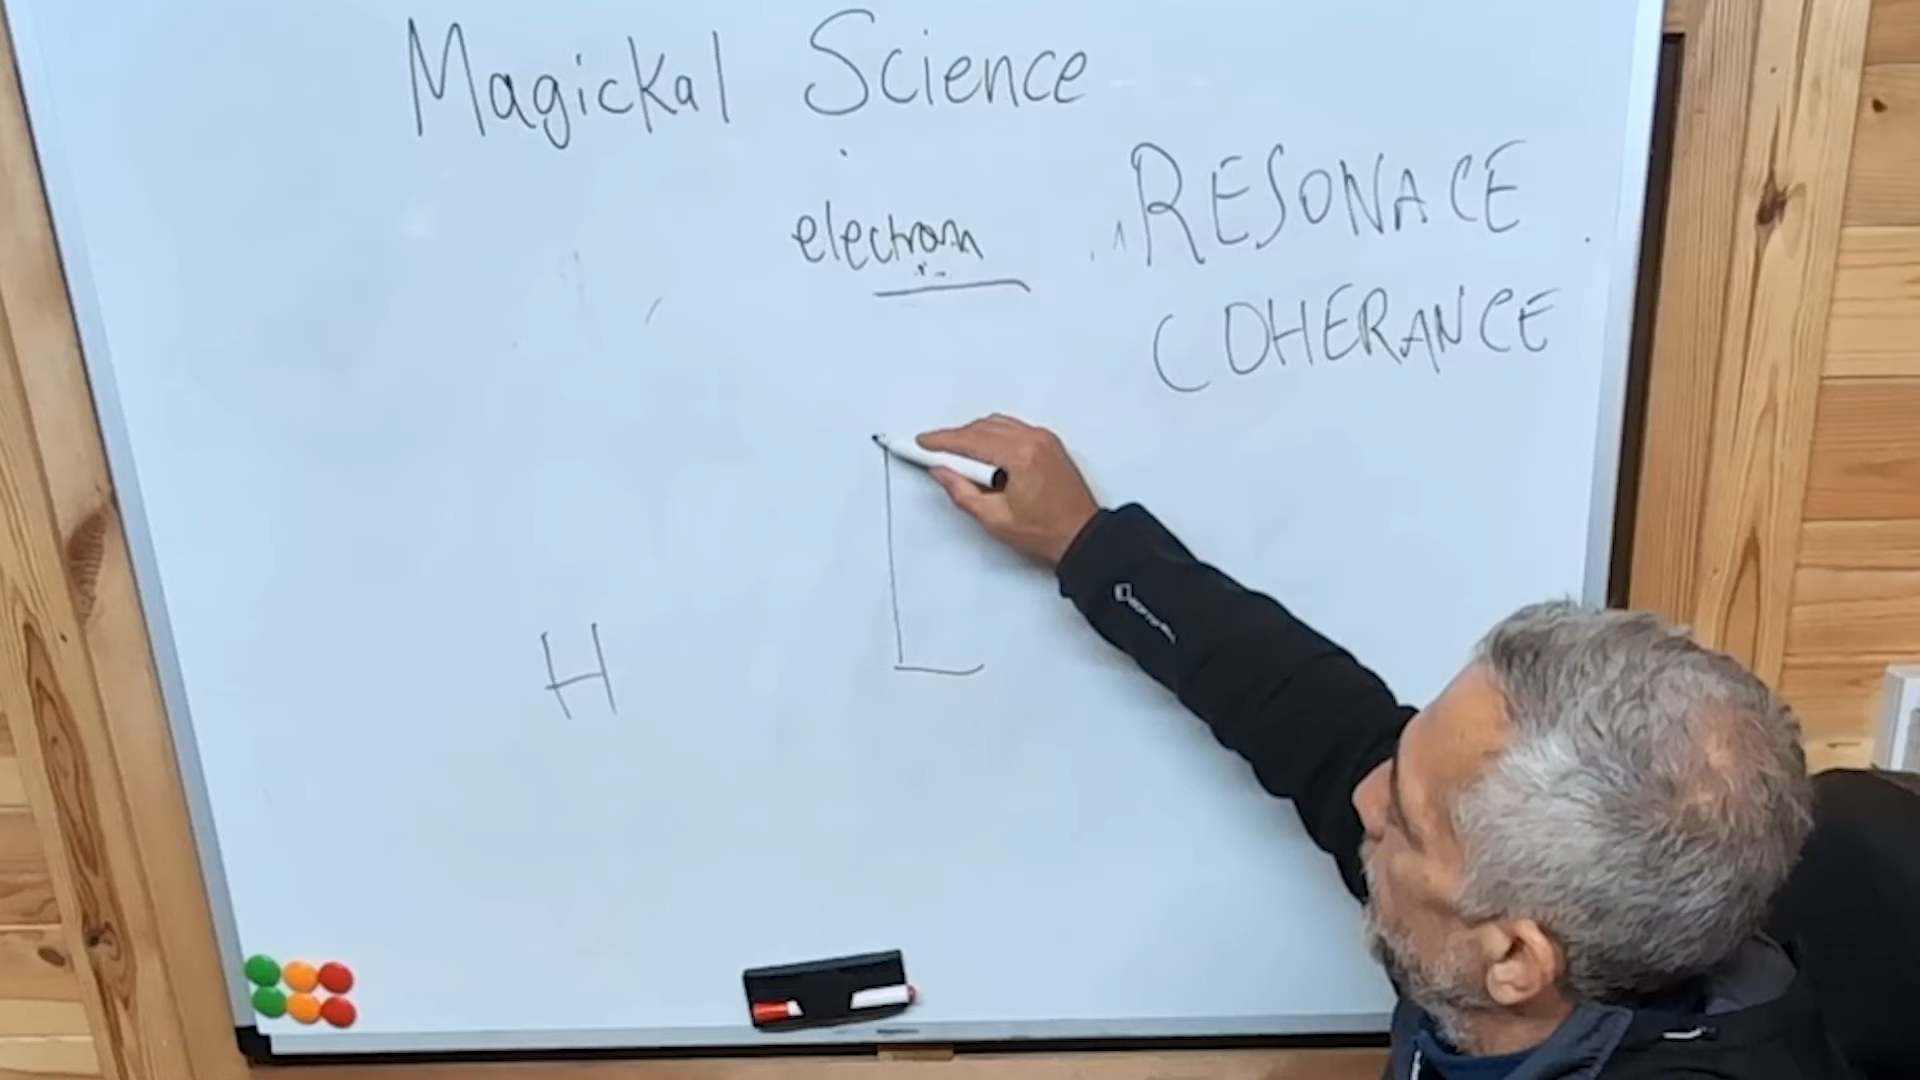 Magickal Science
electron
RESONACE
COHERANCE
H